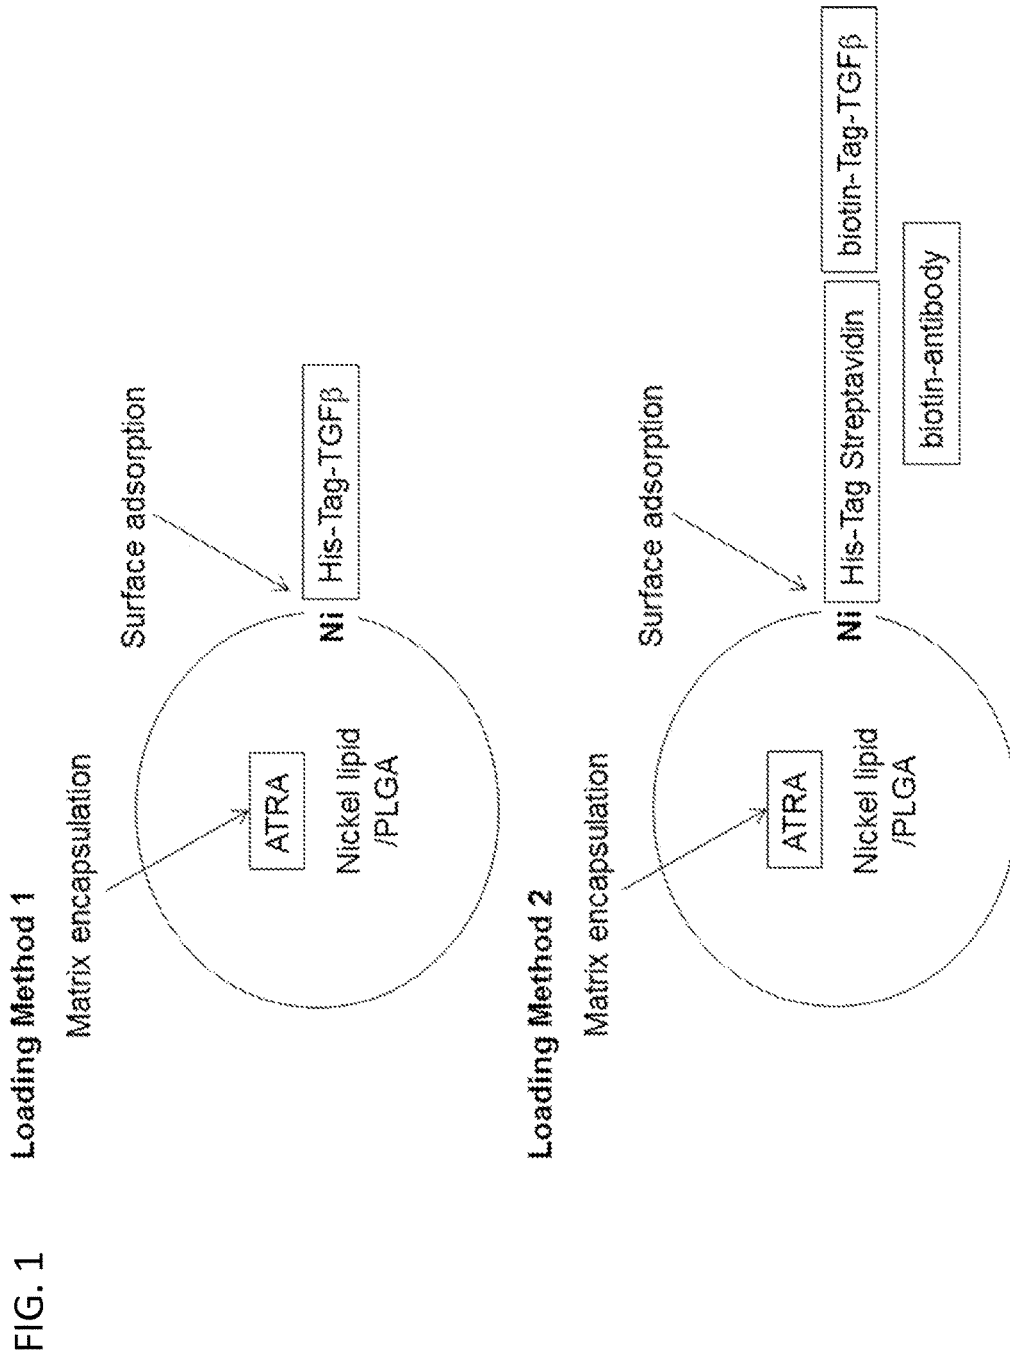 FIG. 1
Loading Method 1
Matrix encapsulation
Surface adsorption
ATRA
Nickel lipid
/PLGA
Ni
His-Tag-TGFβ
Loading Method 2
Matrix encapsulation
Surface adsorption
ATRA
Nickel lipid
/PLGA
Ni
His-Tag Streptavidin
biotin-Tag-TGFβ
biotin-antibody